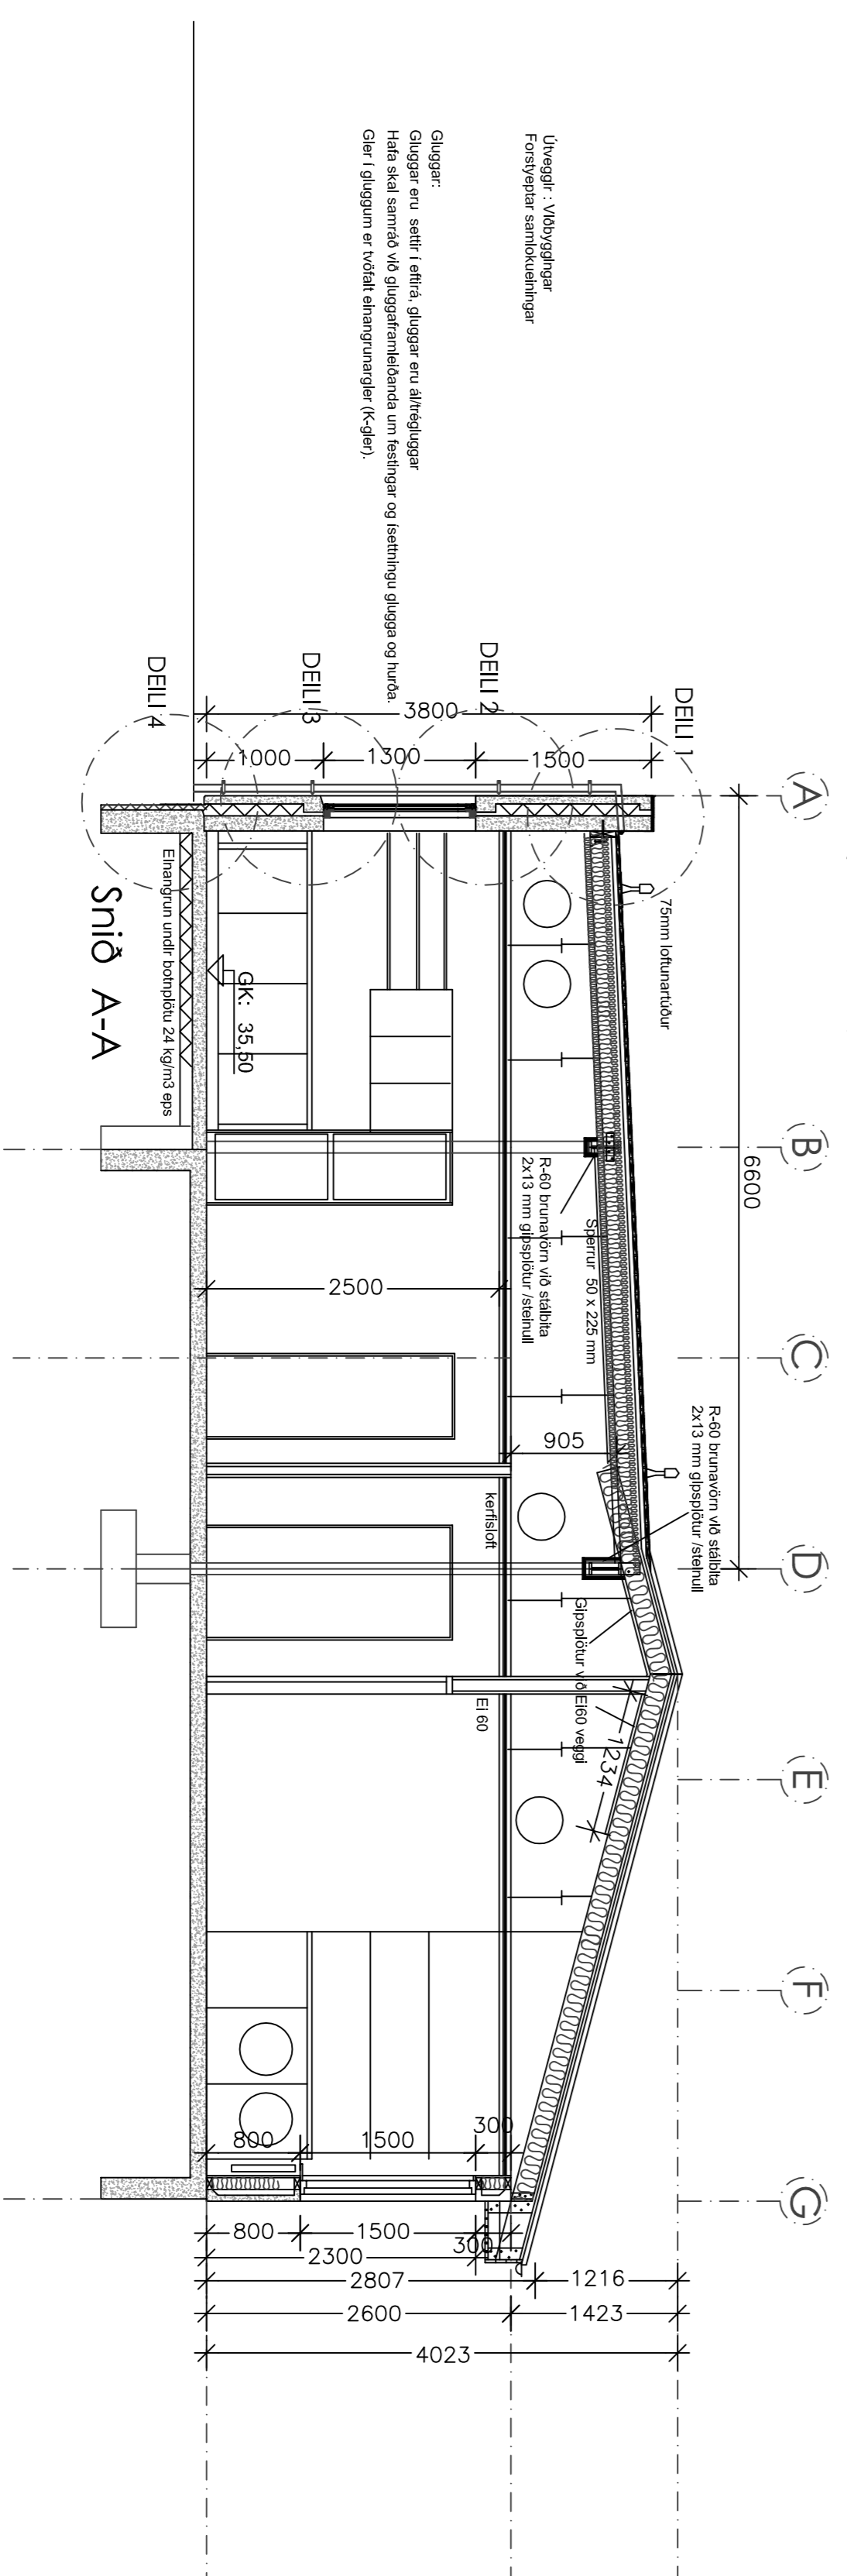 A
B
C
D
E
F
G
6600
R-60 brunavörn við stálbita
2x13 mm gipsplötur /steinull
75mm loftunartúður
DEILI 1
DEILI 2
DEILI 3
DEILI 4
3800
1500
1300
1000
Útveggir : Viðbyggingar
Forstyeptar samlokueiningar
Gluggar:
Gluggar eru settir í eftirá, gluggar eru ál/trégluggar
Hafa skal samráð við gluggaframleiðanda um festingar og ísettningu glugga og hurða.
Gler í gluggum er tvöfalt einangrunargler (K-gler).
Sperrur 50 x 225 mm
R-60 brunavörn við stálbita
2x13 mm gipsplötur /steinull
905
kerfisloft
Gipsplötur við Ei60 veggi
1234
Ei 60
2500
GK: 35,50
Einangrun undir botnplötu 24 kg/m3 eps
800
1500
300
800
1500
300
2300
2807
1216
2600
1423
4023
Snið A-A